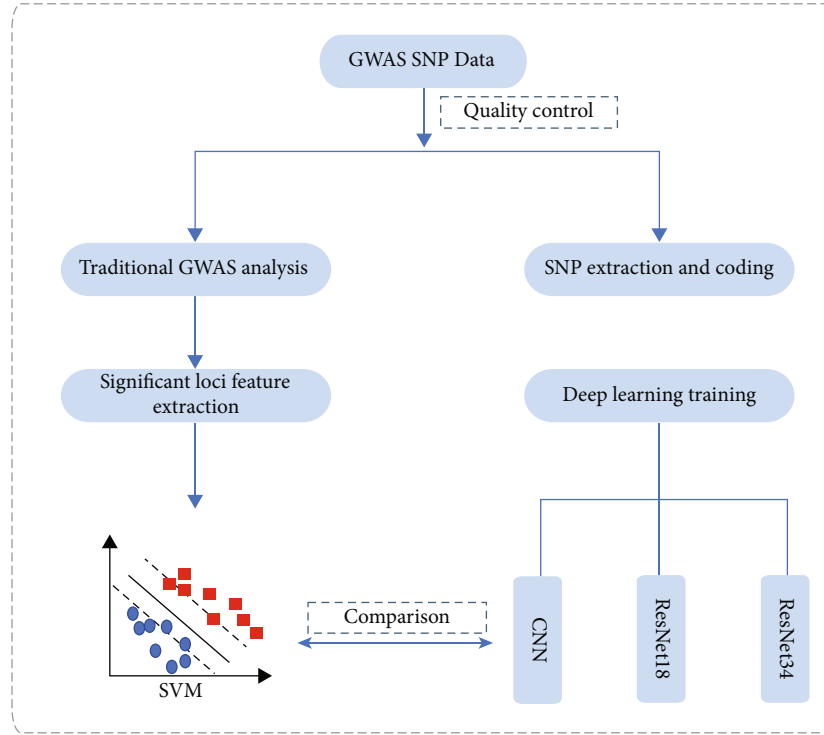 GWAS SNP Data
Quality control
Traditional GWAS analysis
SNP extraction and coding
Significant loci feature
extraction
Deep learning training
SVM
Comparison
CNN
ResNet18
ResNet34